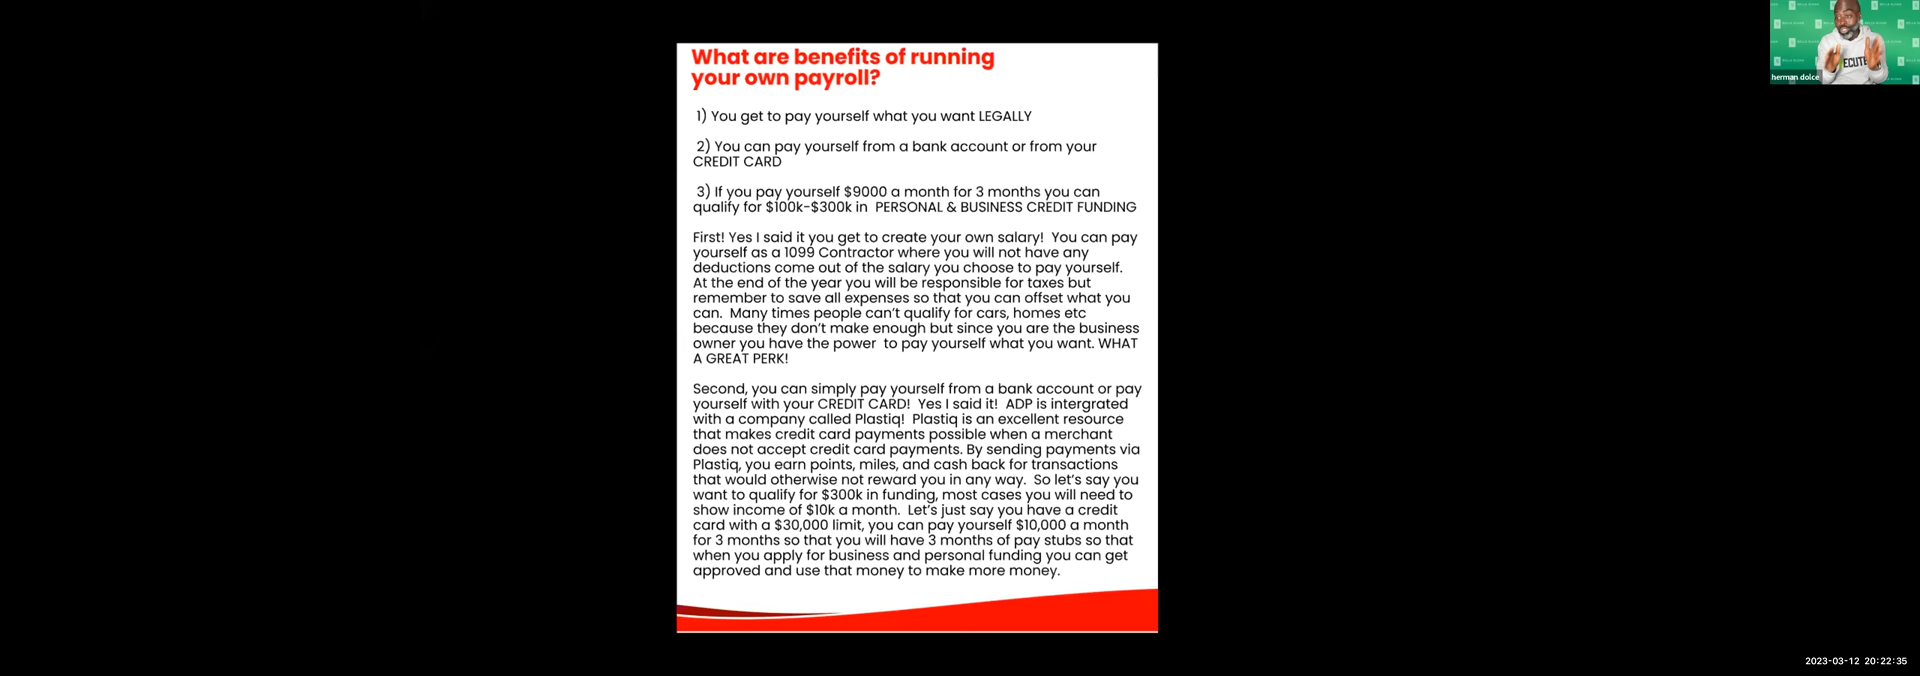 What are benefits of running
your own payroll?
1) You get to pay yourself what you want LEGALLY
2) You can pay yourself from a bank account or from your
CREDIT CARD
3) If you pay yourself $9000 a month for 3 months you can
qualify for $100k-$300k in PERSONAL & BUSINESS CREDIT FUNDING
First! Yes I said it you get to create your own salary! You can pay
yourself as a 1099 Contractor where you will not have any
deductions come out of the salary you choose to pay yourself.
At the end of the year you will be responsible for taxes but
remember to save all expenses so that you can offset what you
can. Many times people can't qualify for cars, homes etc
because they don't make enough but since you are the business
owner you have the power to pay yourself what you want. WHAT
A GREAT PERK!
Second, you can simply pay yourself from a bank account or pay
yourself with your CREDIT CARD! Yes I said it! ADP is intergrated
with a company called Plastiq! Plastiq is an excellent resource
that makes credit card payments possible when a merchant
does not accept credit card payments. By sending payments via
Plastiq, you earn points, miles, and cash back for transactions
that would otherwise not reward you in any way. So let's say you
want to qualify for $300k in funding, most cases you will need to
show income of $10k a month. Let's just say you have a credit
card with a $30,000 limit, you can pay yourself $10,000 a month
for 3 months so that you will have 3 months of pay stubs so that
when you apply for business and personal funding you can get
approved and use that money to make more money.
ECUTE
herman dolce
2023-03-12 20:22:35